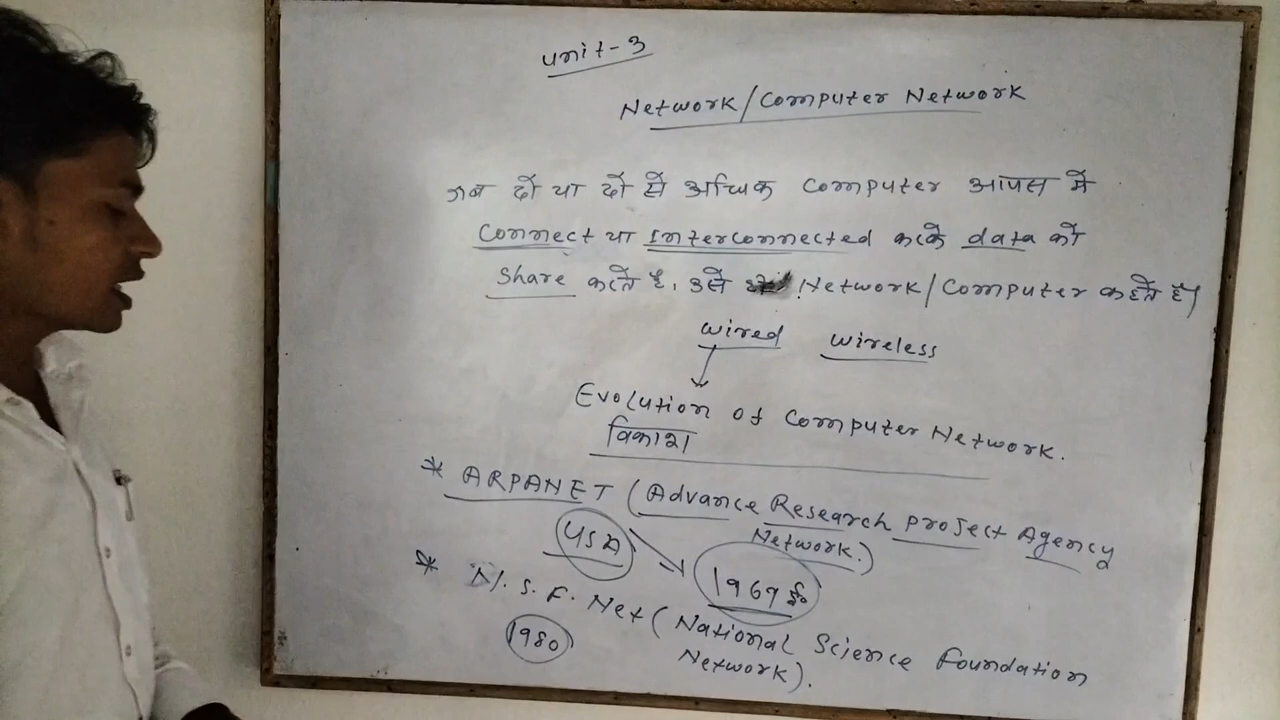 Unit-3
Network/Computer Network
जब दो या दो से अधिक Computer आपस में
Connect या Interconnected करके data को
Share करते है, उसे Network/Computer कहते है।
wired wireless
Evolution of Computer Network.
विकाश
* ARPANET (Advance Research Project Agency
Network.)
USA 1969 ई०
* N.S.F. Net (National Science Foundation
Network).
1980